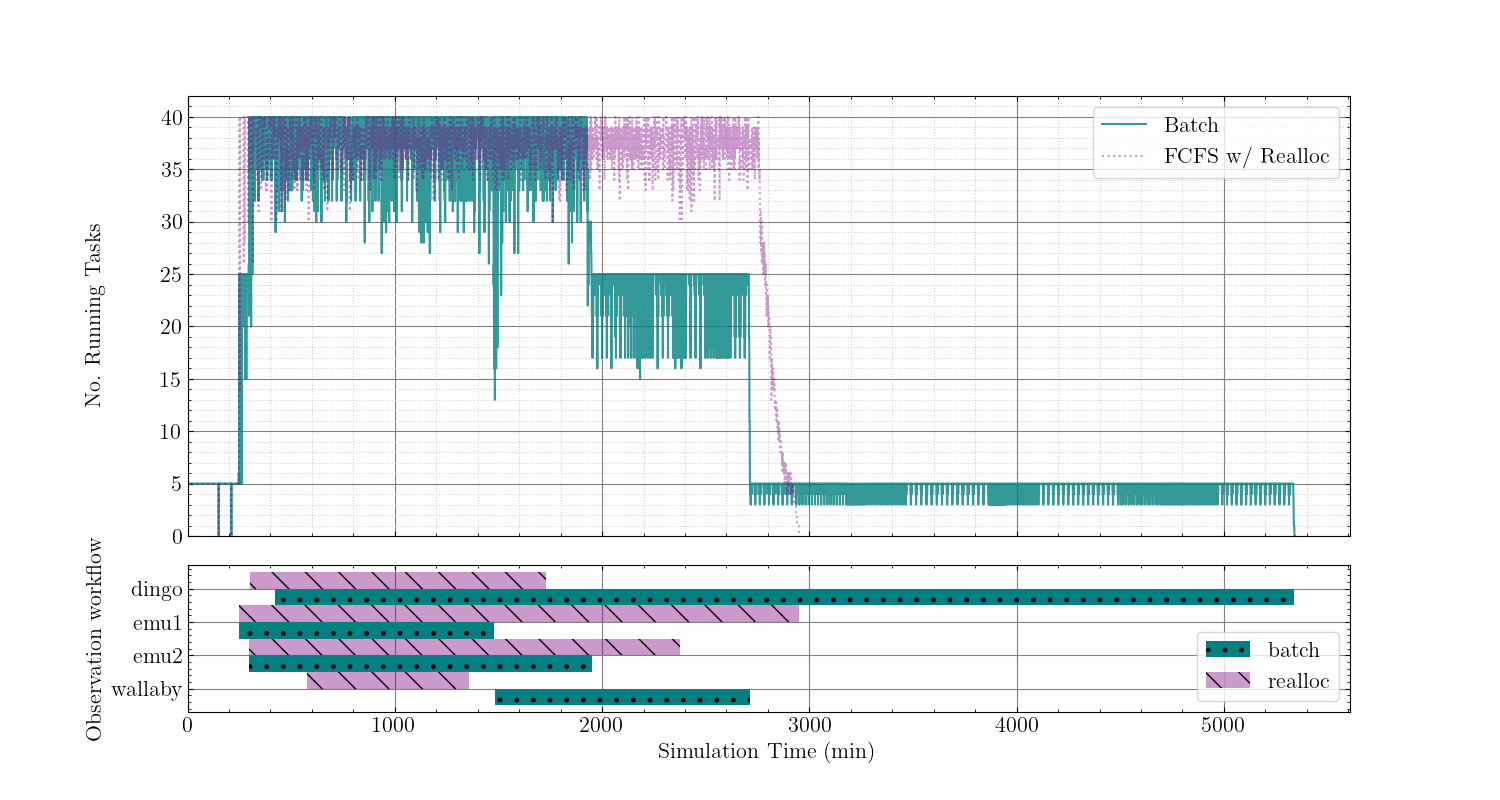 No. Running Tasks
40
35
30
25
20
15
10
5
0
Batch
FCFS w/ Realloc
Observation workflow
dingo
emu1
emu2
wallaby
batch
realloc
0 1000 2000 3000 4000 5000
Simulation Time (min)